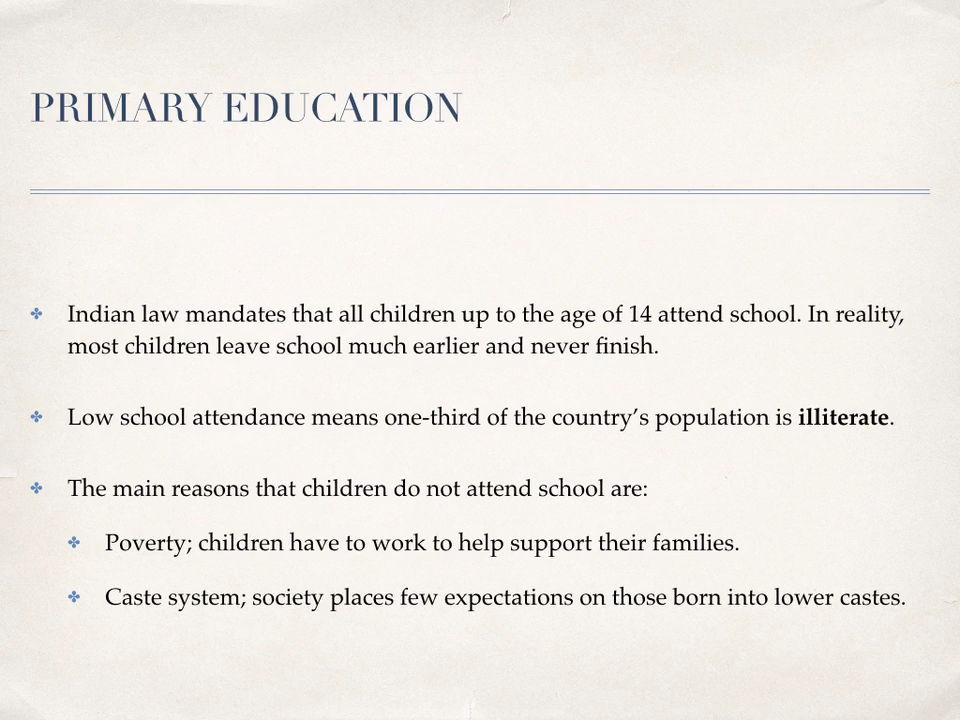 PRIMARY EDUCATION
Indian law mandates that all children up to the age of 14 attend school. In reality,
most children leave school much earlier and never finish.
Low school attendance means one-third of the country’s population is illiterate.
The main reasons that children do not attend school are:
Poverty; children have to work to help support their families.
Caste system; society places few expectations on those born into lower castes.